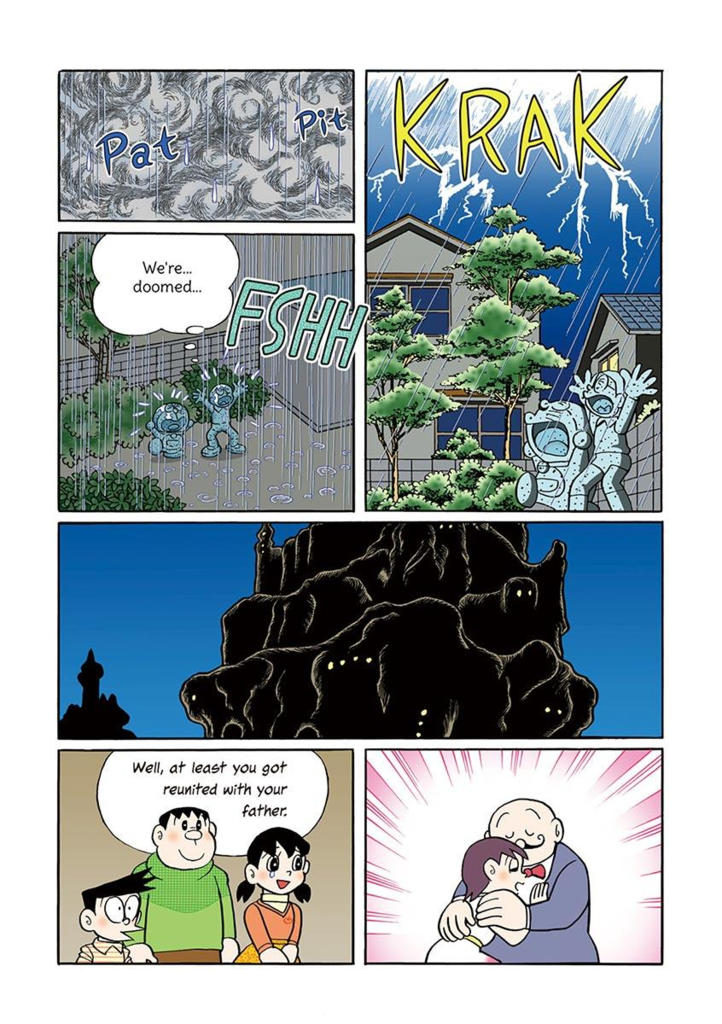 Pat
Pit
KRAK
We're...
doomed...
FSHH
Well, at least you got
reunited with your
father.